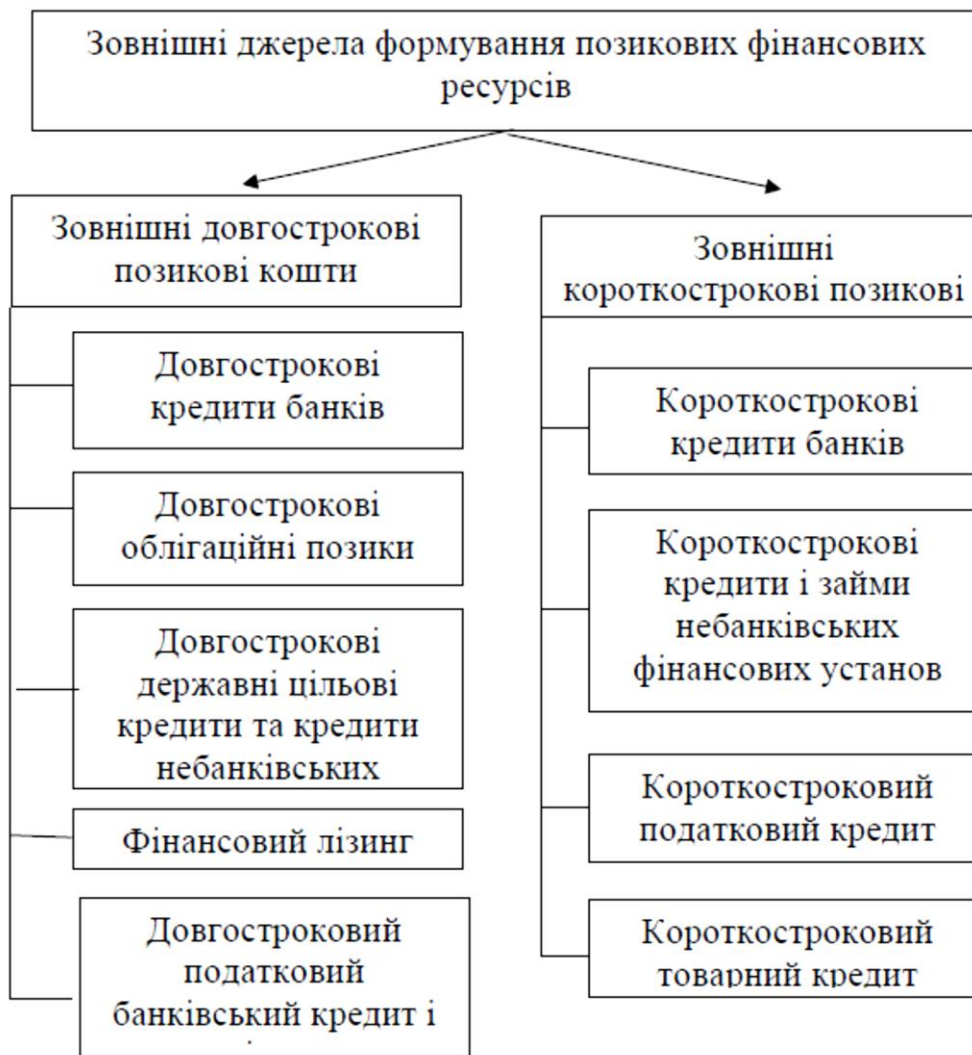 Зовнішні джерела формування позикових фінансових
ресурсів
Зовнішні довгострокові
позикові кошти
Довгострокові
кредити банків
Довгострокові
облігаційні позики
Довгострокові
державні цільові
кредити та кредити
небанківських
Фінансовий лізинг
Довгостроковий
податковий
банківський кредит і
Зовнішні
короткострокові позикові
Короткострокові
кредити банків
Короткострокові
кредити і займи
небанківських
фінансових установ
Короткостроковий
податковий кредит
Короткостроковий
товарний кредит